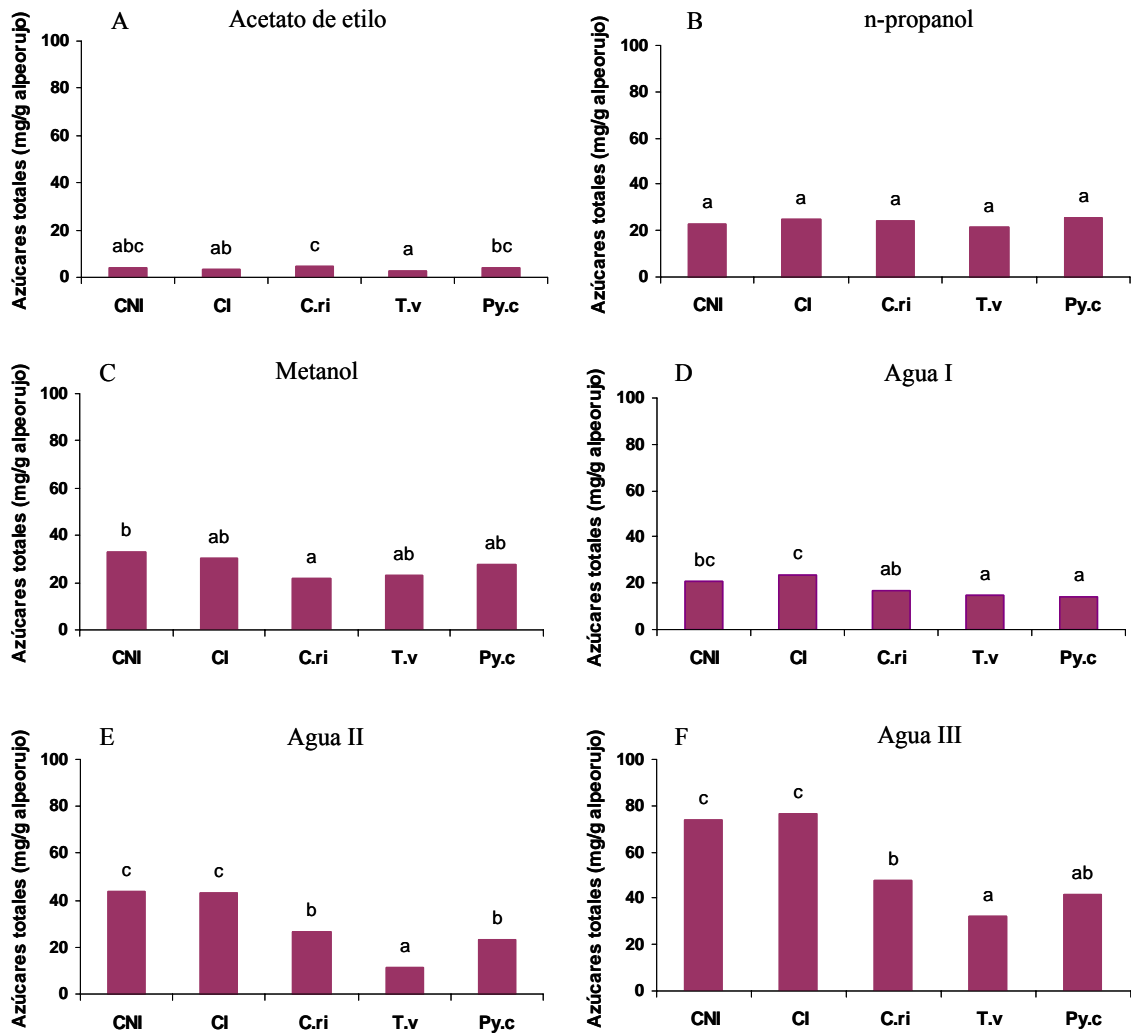 A Acetato de etilo
Azúcares totales (mg/g alpeorujo)
100
80
60
40
20
0
abc ab c a bc
CNI CI C.ri T.v Py.c
B n-propanol
Azúcares totales (mg/g alpeorujo)
100
80
60
40
20
0
a a a a a
CNI CI C.ri T.v Py.c
C Metanol
Azúcares totales (mg/g alpeorujo)
100
80
60
40
20
0
b ab a ab ab
CNI CI C.ri T.v Py.c
D Agua I
Azúcares totales (mg/g alpeorujo)
100
80
60
40
20
0
bc c ab a a
CNI CI C.ri T.v Py.c
E Agua II
Azúcares totales (mg/g alpeorujo)
100
80
60
40
20
0
c c b a b
CNI CI C.ri T.v Py.c
F Agua III
Azúcares totales (mg/g alpeorujo)
100
80
60
40
20
0
c c b a ab
CNI CI C.ri T.v Py.c